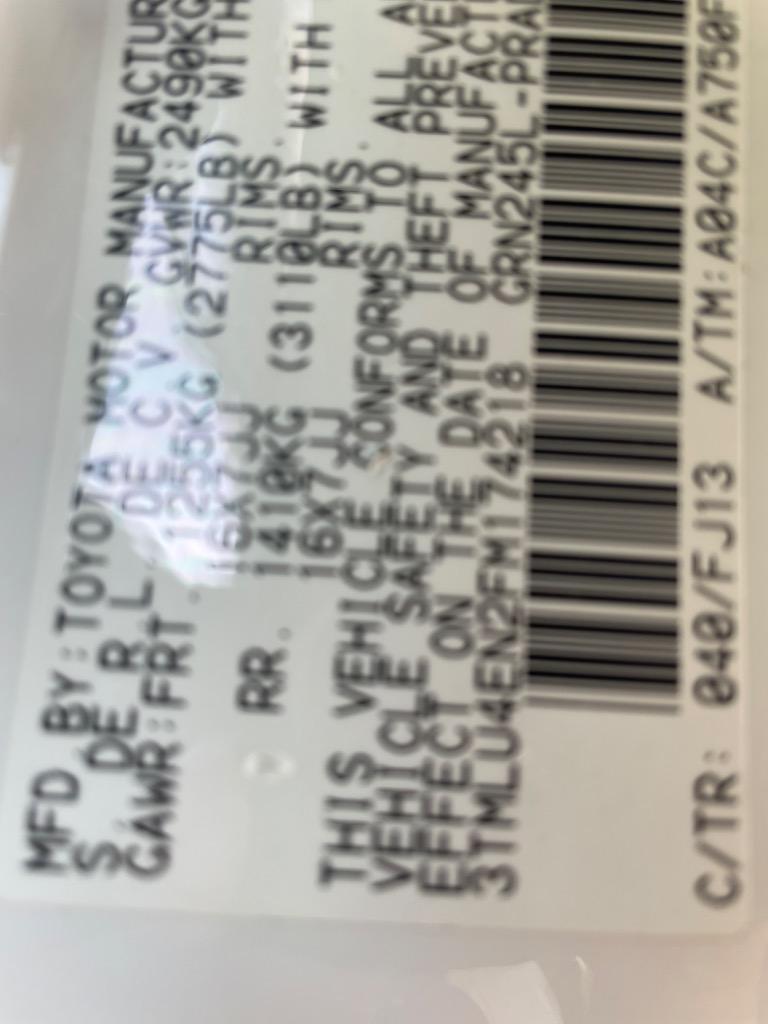 MFD BY:TOYOTA MOTOR MANUFACTUR
S DE R L. DE C V GVWR:2490KG
GAWR:FRT. 1255KG (2775LB) WITH
16X7JJ RIMS.
RR. 1410KG (3110LB) WITH
16X7JJ RIMS.
THIS VEHICLE CONFORMS TO ALL A
VEHICLE SAFETY AND THEFT PREVE
EFFECT ON THE DATE OF MANUFACT
3TMLU4EN2FM174218 GRN245L-PRA
C/TR: 040/FJ13 A/TM:A04C/A750F